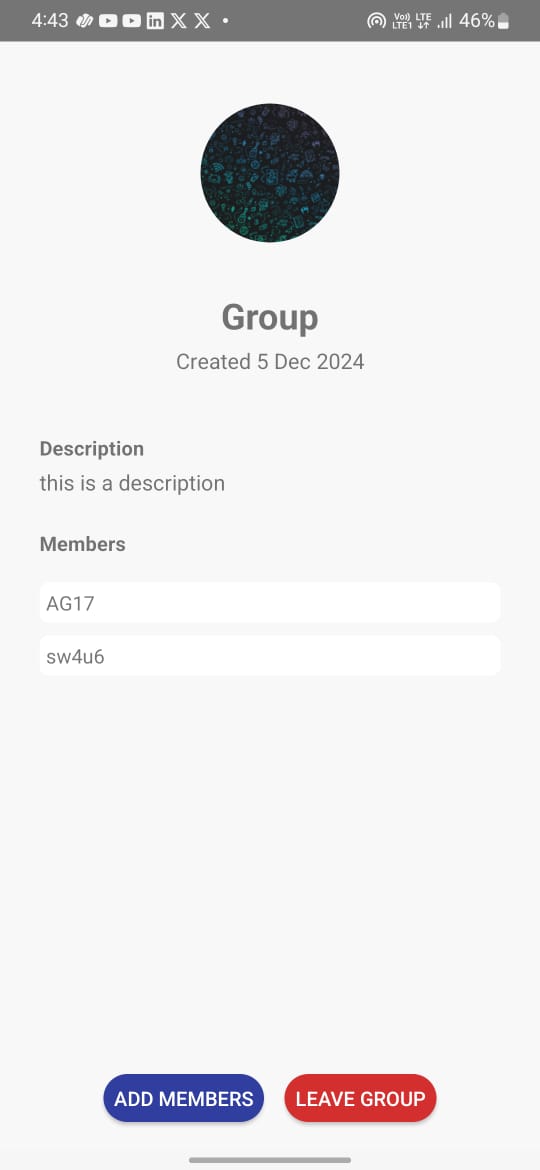 4:43
Vo)) LTE
LTE1
46%
Group
Created 5 Dec 2024
Description
this is a description
Members
AG17
sw4u6
ADD MEMBERS
LEAVE GROUP